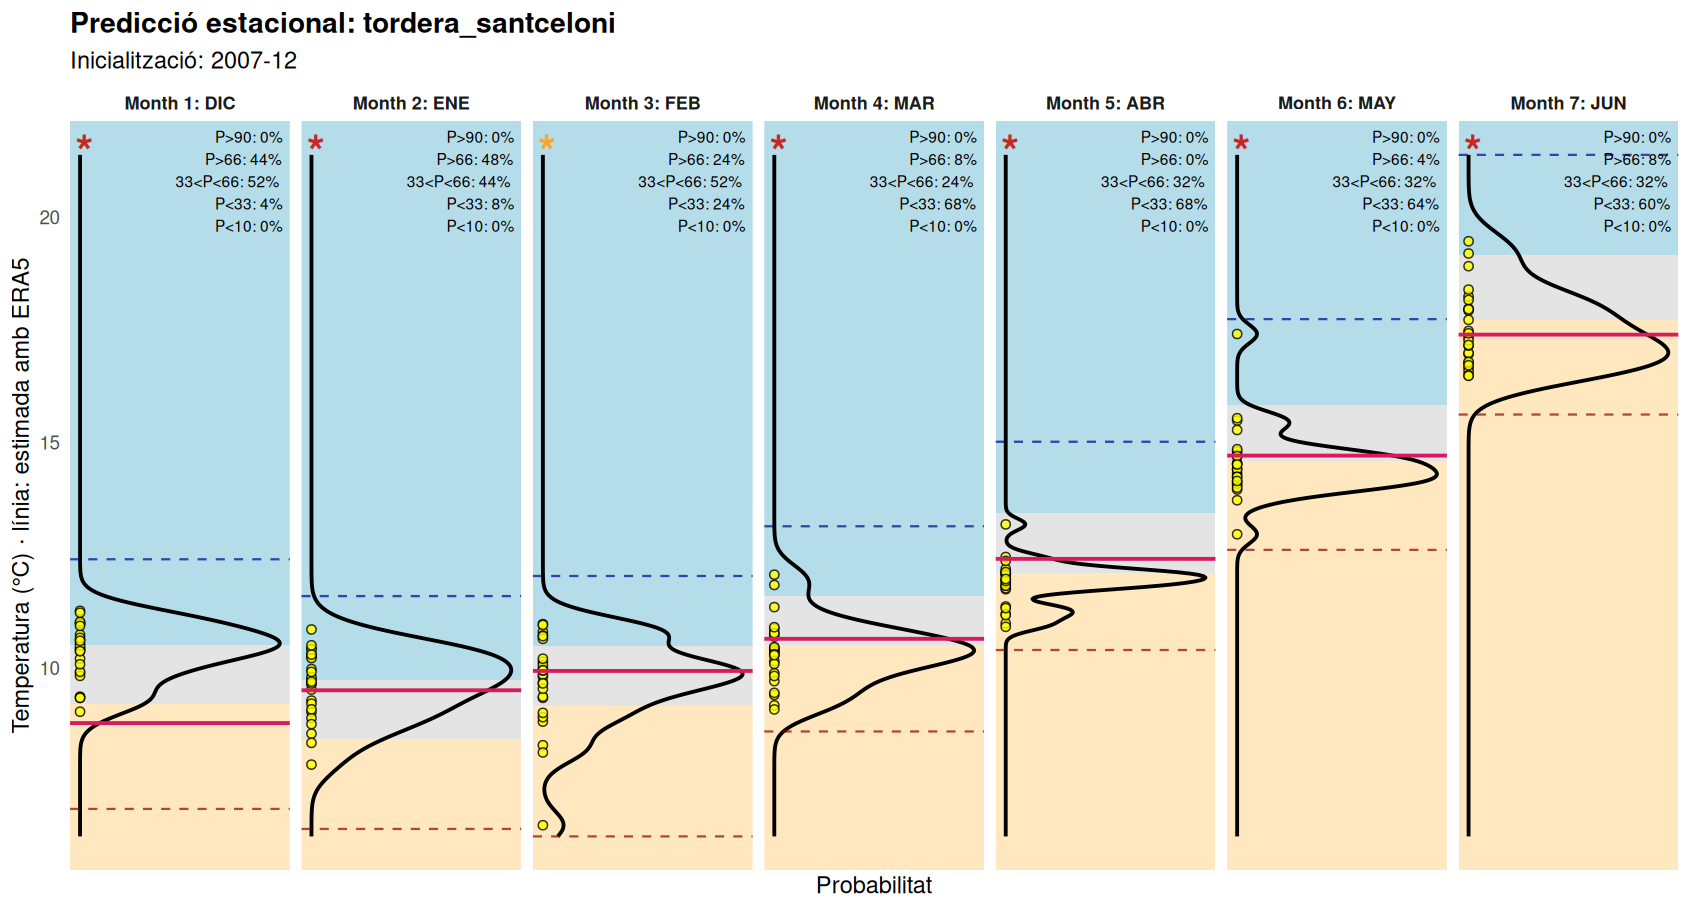 Predicció estacional: tordera_santceloni
Inicialització: 2007-12
Month 1: DIC
Month 2: ENE
Month 3: FEB
Month 4: MAR
Month 5: ABR
Month 6: MAY
Month 7: JUN
*
P>90: 0%
P>66: 44%
33<P<66: 52%
P<33: 4%
P<10: 0%
*
P>90: 0%
P>66: 48%
33<P<66: 44%
P<33: 8%
P<10: 0%
*
P>90: 0%
P>66: 24%
33<P<66: 52%
P<33: 24%
P<10: 0%
*
P>90: 0%
P>66: 8%
33<P<66: 24%
P<33: 68%
P<10: 0%
*
P>90: 0%
P>66: 0%
33<P<66: 32%
P<33: 68%
P<10: 0%
*
P>90: 0%
P>66: 4%
33<P<66: 32%
P<33: 64%
P<10: 0%
*
P>90: 0%
P>66: 8%
33<P<66: 32%
P<33: 60%
P<10: 0%
20
15
10
Temperatura (°C) · línia: estimada amb ERA5
Probabilitat